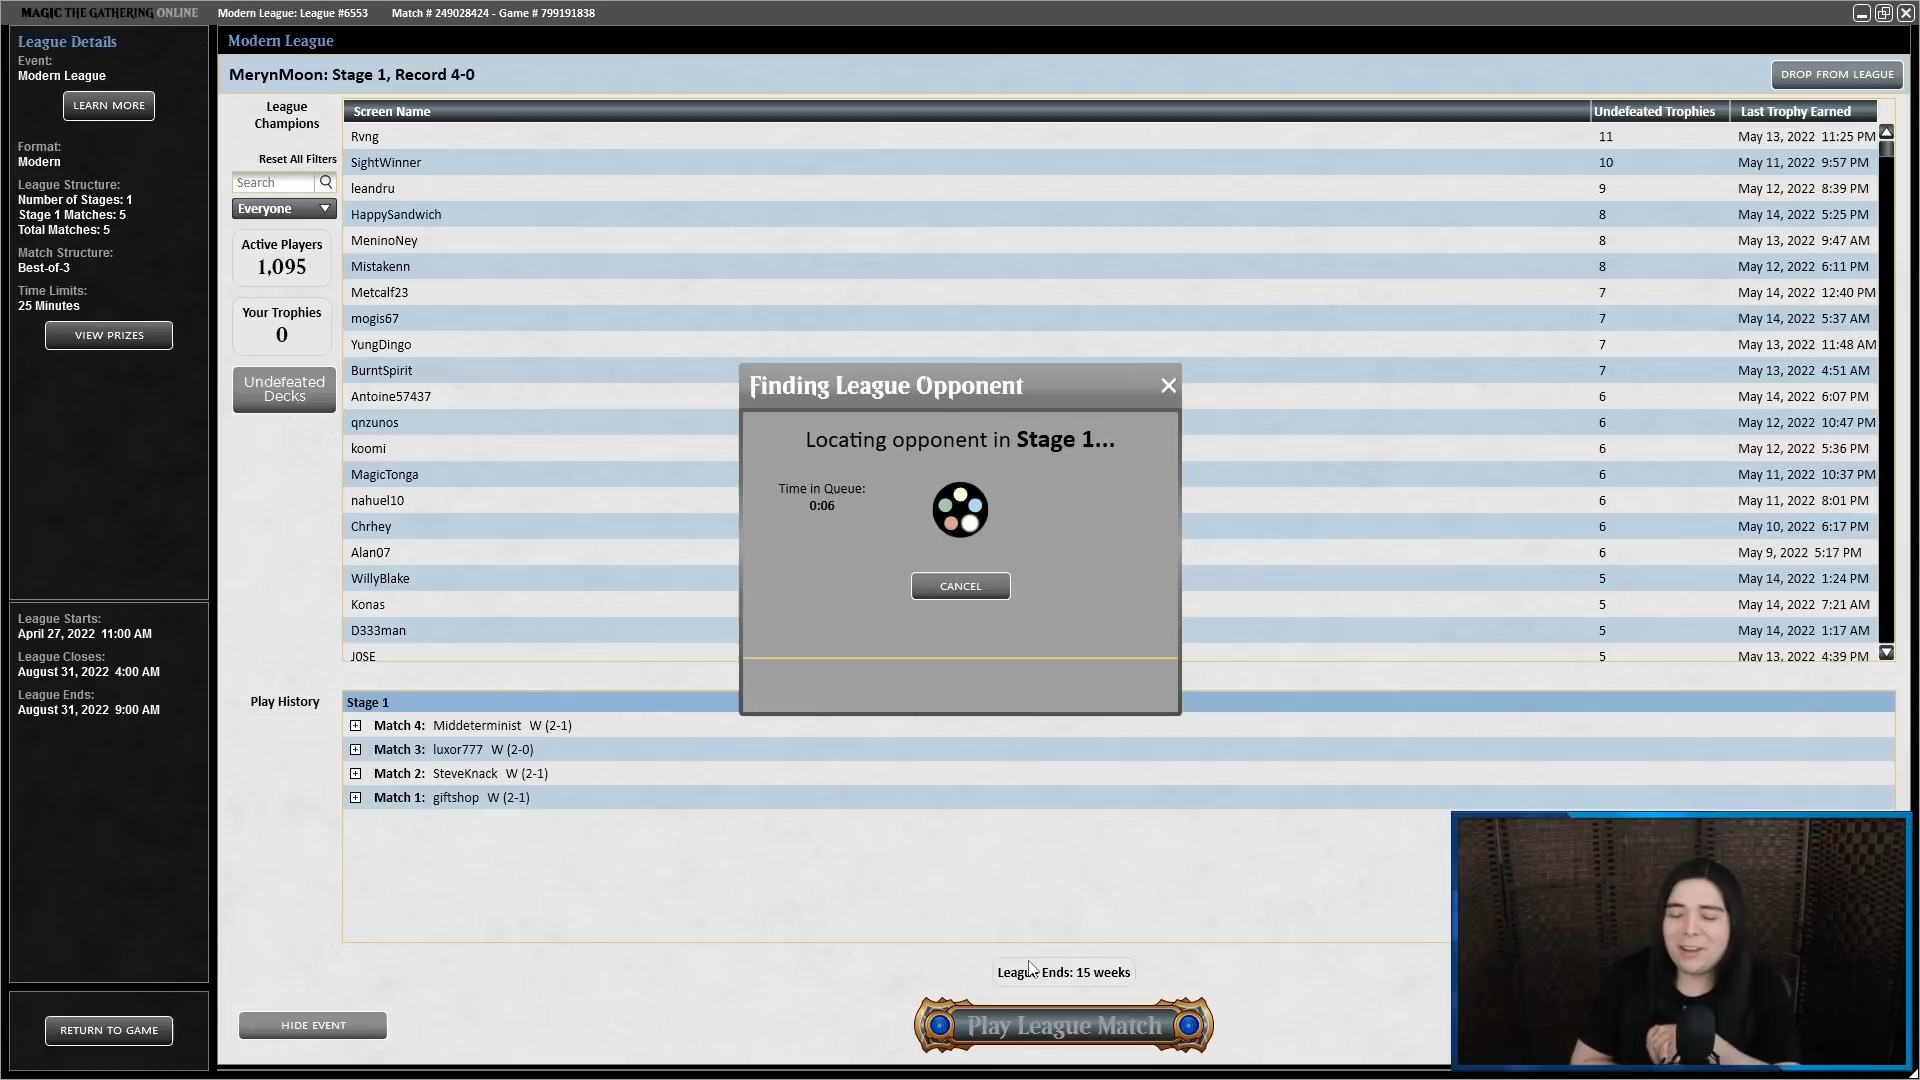 MAGIC THE GATHERING ONLINE
Modern League: League #6553
Match # 249028424 - Game # 799191838
League Details
Event:
Modern League
LEARN MORE
Format:
Modern
League Structure:
Number of Stages: 1
Stage 1 Matches: 5
Total Matches: 5
Match Structure:
Best-of-3
Time Limits:
25 Minutes
VIEW PRIZES
League Starts:
April 27, 2022 11:00 AM
League Closes:
August 31, 2022 4:00 AM
League Ends:
August 31, 2022 9:00 AM
RETURN TO GAME
Modern League
MerynMoon: Stage 1, Record 4-0
DROP FROM LEAGUE
League
Champions
Reset All Filters
Search
Everyone
Active Players
1,095
Your Trophies
0
Undefeated
Decks
Screen Name Undefeated Trophies Last Trophy Earned
Rvng 11 May 13, 2022 11:25 PM
SightWinner 10 May 11, 2022 9:57 PM
leandru 9 May 12, 2022 8:39 PM
HappySandwich 8 May 14, 2022 5:25 PM
MeninoNey 8 May 13, 2022 9:47 AM
Mistakenn 8 May 12, 2022 6:11 PM
Metcalf23 7 May 14, 2022 12:40 PM
mogis67 7 May 14, 2022 5:37 AM
YungDingo 7 May 13, 2022 11:48 AM
BurntSpirit 7 May 13, 2022 4:51 AM
Antoine57437 6 May 14, 2022 6:07 PM
qnzunos 6 May 12, 2022 10:47 PM
koomi 6 May 12, 2022 5:36 PM
MagicTonga 6 May 11, 2022 10:37 PM
nahuel10 6 May 11, 2022 8:01 PM
Chrhey 6 May 10, 2022 6:17 PM
Alan07 6 May 9, 2022 5:17 PM
WillyBlake 5 May 14, 2022 1:24 PM
Konas 5 May 14, 2022 7:21 AM
D333man 5 May 14, 2022 1:17 AM
J0SE 5 May 13, 2022 4:39 PM
Finding League Opponent
Locating opponent in Stage 1...
Time in Queue:
0:06
CANCEL
Play History
Stage 1
Match 4: Middeterminist W (2-1)
Match 3: luxor777 W (2-0)
Match 2: SteveKnack W (2-1)
Match 1: giftshop W (2-1)
League Ends: 15 weeks
HIDE EVENT
Play League Match